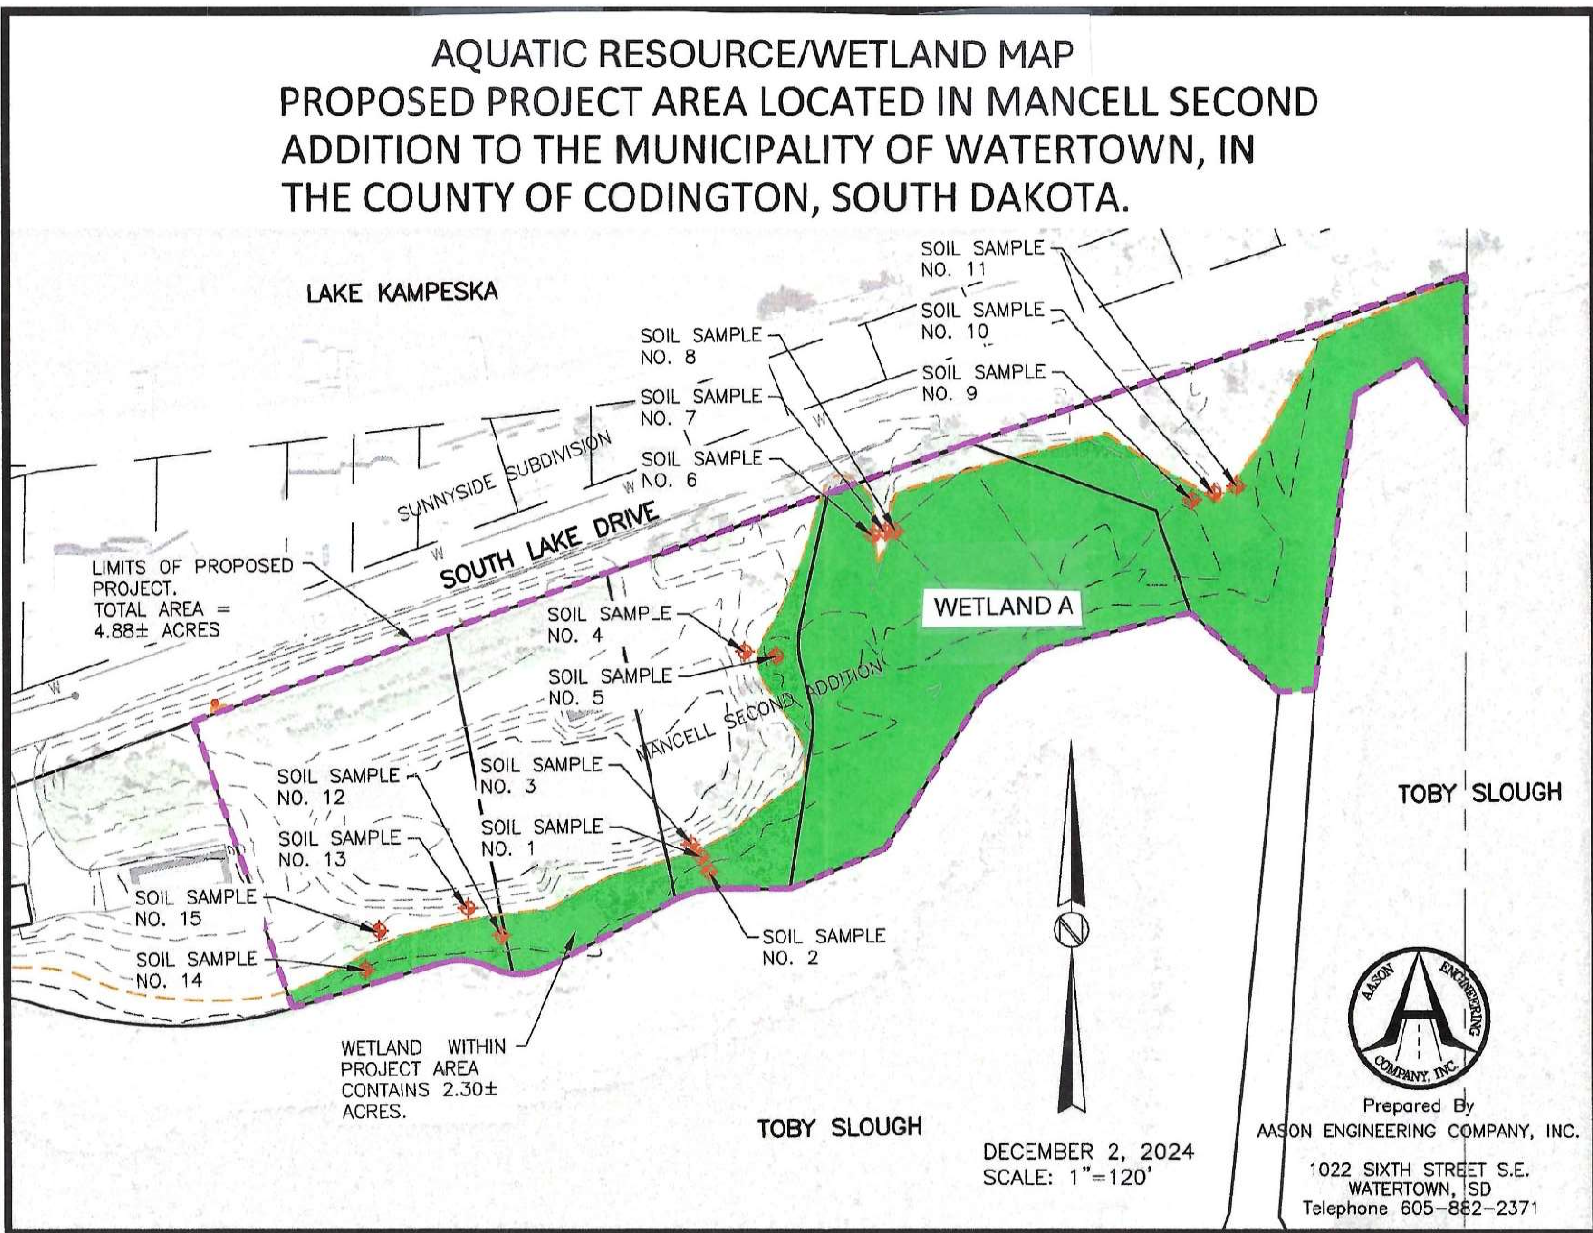 AQUATIC RESOURCE/WETLAND MAP
PROPOSED PROJECT AREA LOCATED IN MANCELL SECOND
ADDITION TO THE MUNICIPALITY OF WATERTOWN, IN
THE COUNTY OF CODINGTON, SOUTH DAKOTA.
LAKE KAMPESKA
SOIL SAMPLE
NO. 11
SOIL SAMPLE
NO. 10
SOIL SAMPLE
NO. 9
SOIL SAMPLE
NO. 8
SOIL SAMPLE
NO. 7
SOIL SAMPLE
NO. 6
W
SUNNYSIDE SUBDIVISION
W
W
SOUTH LAKE DRIVE
LIMITS OF PROPOSED
PROJECT.
TOTAL AREA =
4.88± ACRES
W
SOIL SAMPLE
NO. 4
SOIL SAMPLE
NO. 5
WETLAND A
MANCELL SECOND ADDITION
SOIL SAMPLE
NO. 12
SOIL SAMPLE
NO. 3
SOIL SAMPLE
NO. 13
SOIL SAMPLE
NO. 1
SOIL SAMPLE
NO. 15
SOIL SAMPLE
NO. 14
SOIL SAMPLE
NO. 2
TOBY SLOUGH
N
WETLAND WITHIN
PROJECT AREA
CONTAINS 2.30±
ACRES.
TOBY SLOUGH
DECEMBER 2, 2024
SCALE: 1"=120'
AASON ENGINEERING
A
COMPANY, INC.
Prepared By
AASON ENGINEERING COMPANY, INC.
1022 SIXTH STREET S.E.
WATERTOWN, SD
Telephone 605-882-2371